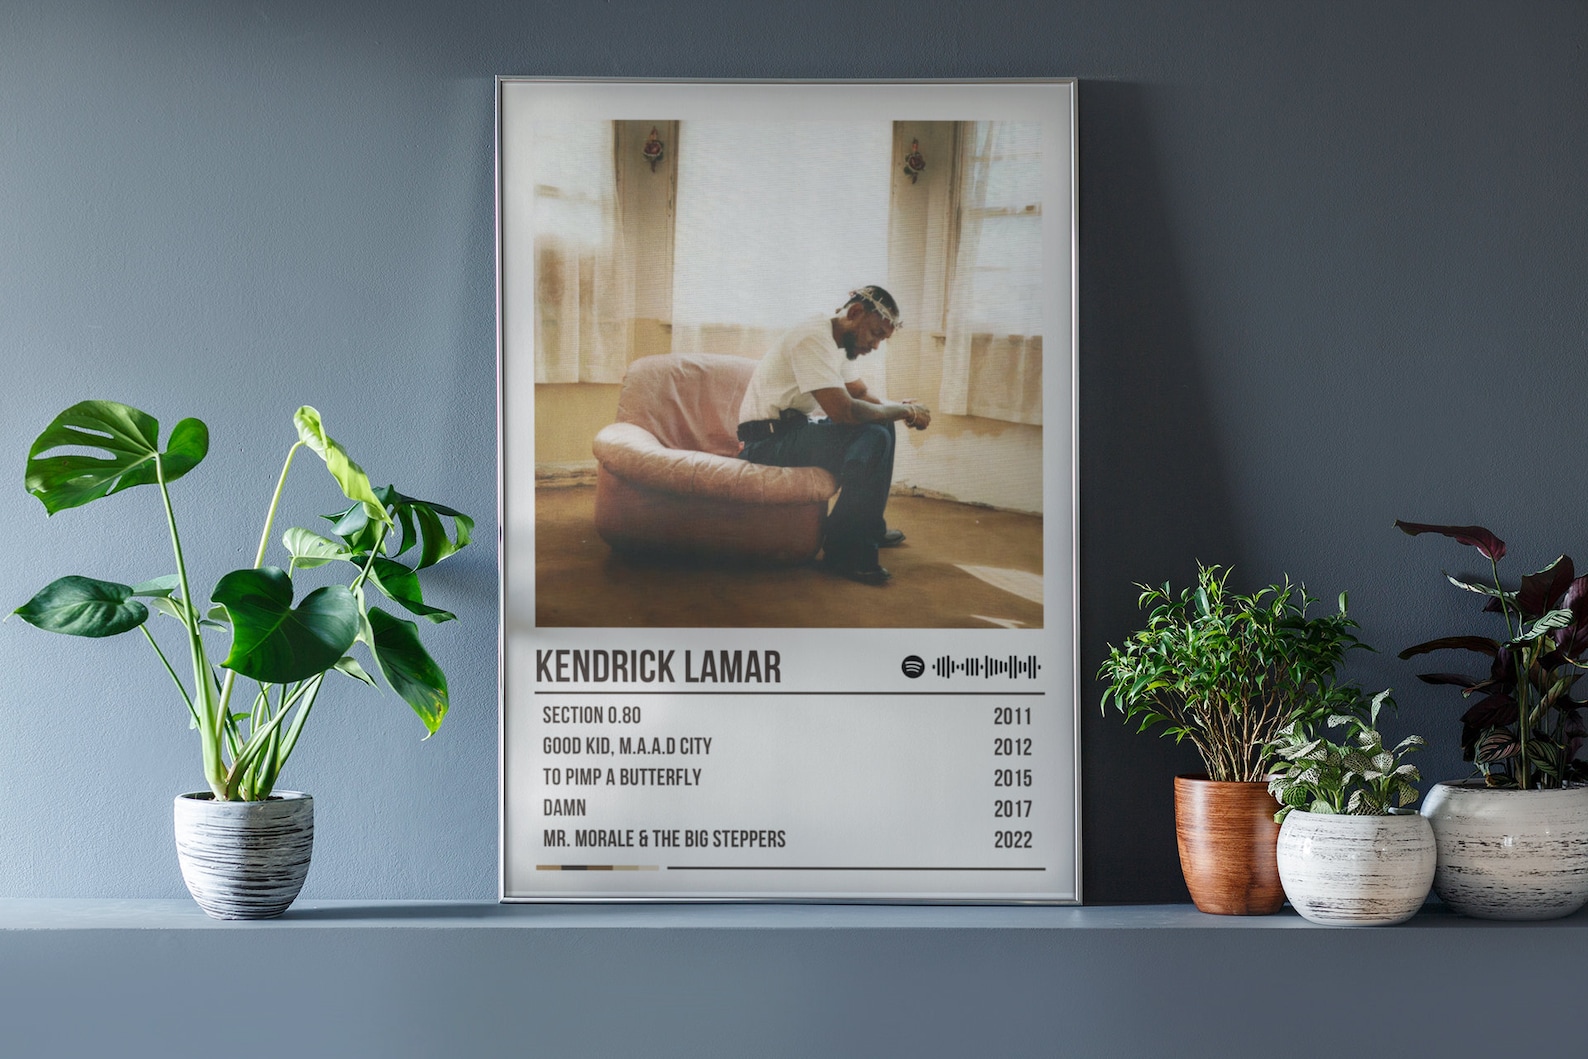 KENDRICK LAMAR
SECTION 0.80 2011
GOOD KID, M.A.A.D CITY 2012
TO PIMP A BUTTERFLY 2015
DAMN 2017
MR. MORALE & THE BIG STEPPERS 2022